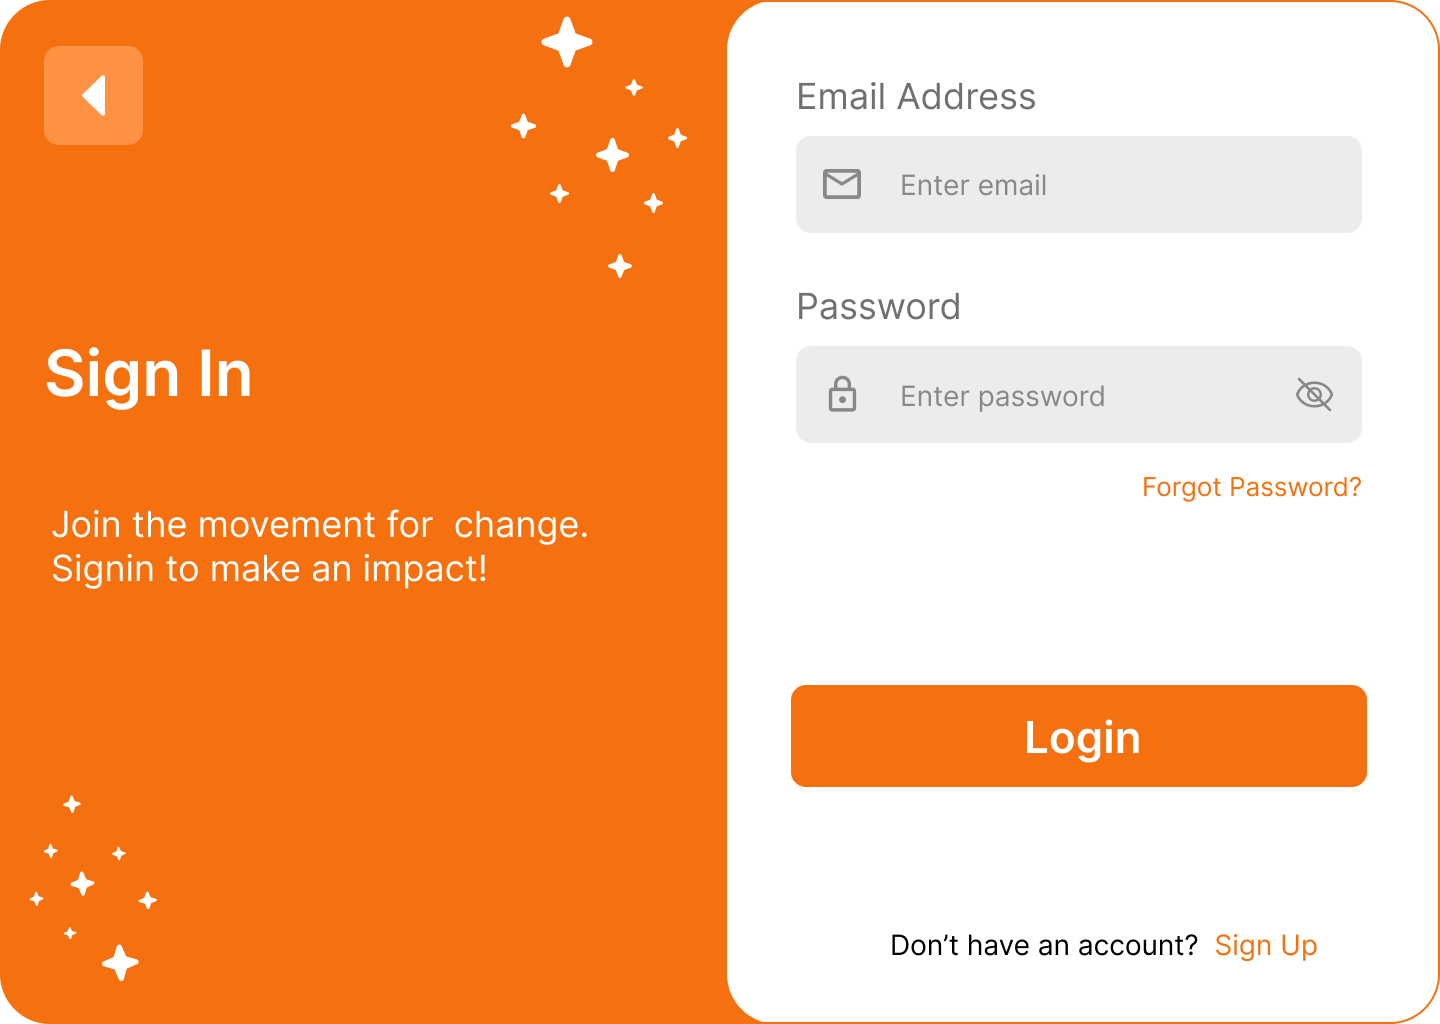 Sign In
Join the movement for  change.
Signin to make an impact!
Email Address
Enter email
Password
Enter password
Forgot Password?
Login
Don’t have an account?  Sign Up